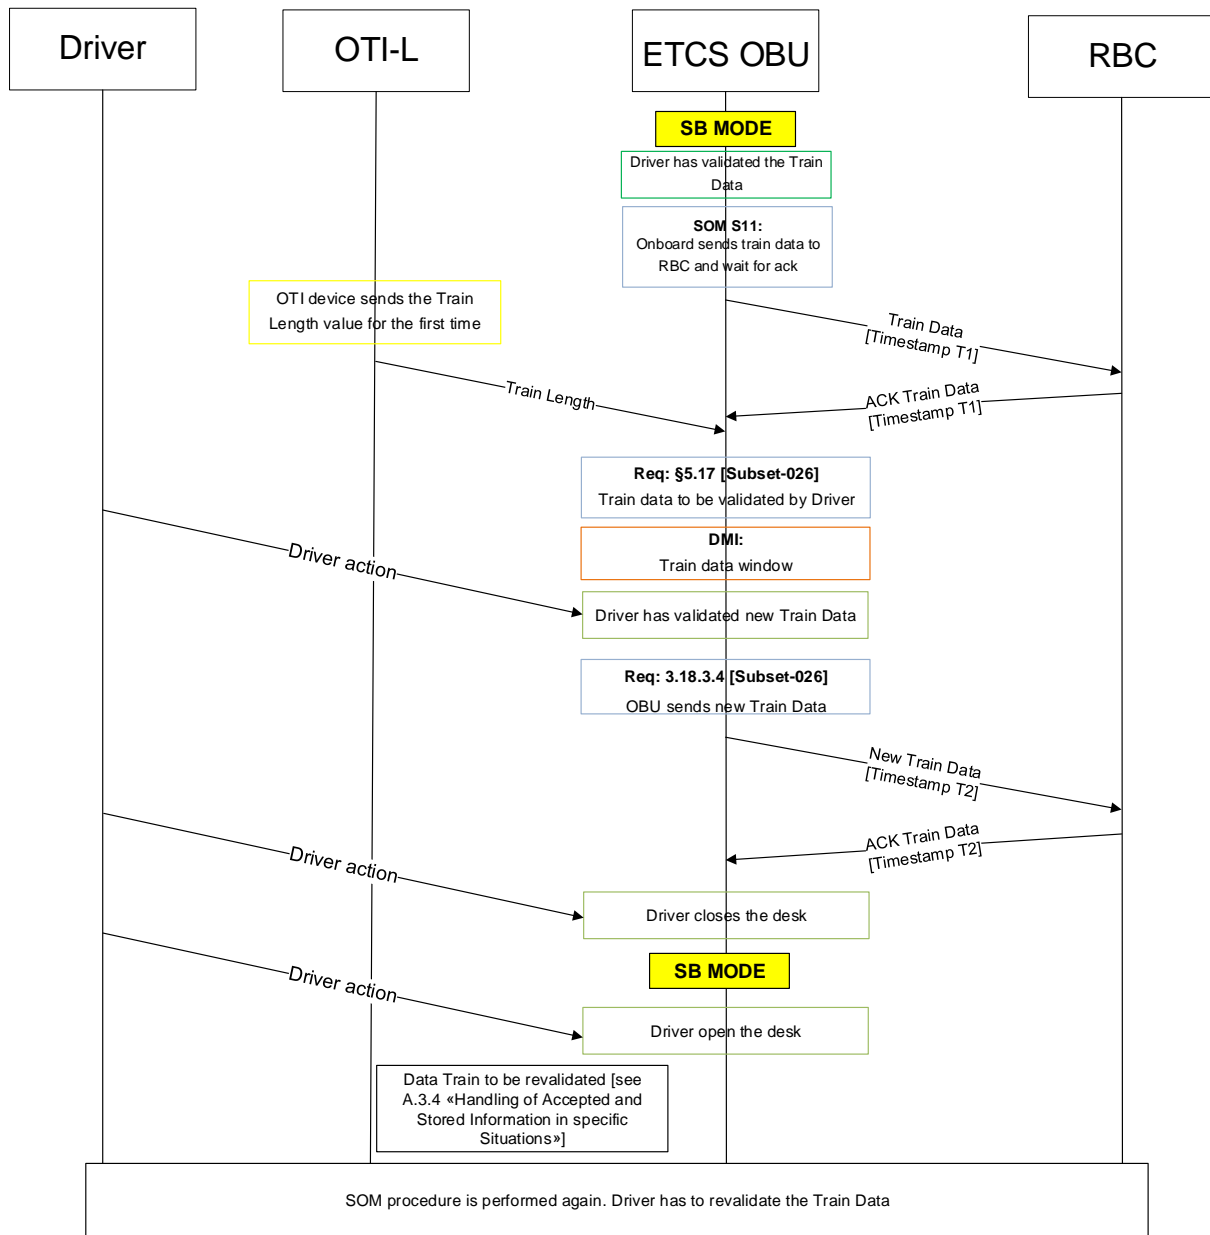 Driver
OTI-L
ETCS OBU
RBC
SB MODE
Driver has validated the Train
Data
SOM S11:
Onboard sends train data to
RBC and wait for ack
OTI device sends the Train
Length value for the first time
Train Data
[Timestamp T1]
Train Length
ACK Train Data
[Timestamp T1]
Req: §5.17 [Subset-026]
Train data to be validated by Driver
DMI:
Train data window
Driver action
Driver has validated new Train Data
Req: 3.18.3.4 [Subset-026]
OBU sends new Train Data
New Train Data
[Timestamp T2]
ACK Train Data
[Timestamp T2]
Driver action
Driver closes the desk
SB MODE
Driver action
Driver open the desk
Data Train to be revalidated [see
A.3.4 «Handling of Accepted and
Stored Information in specific
Situations»]
SOM procedure is performed again. Driver has to revalidate the Train Data